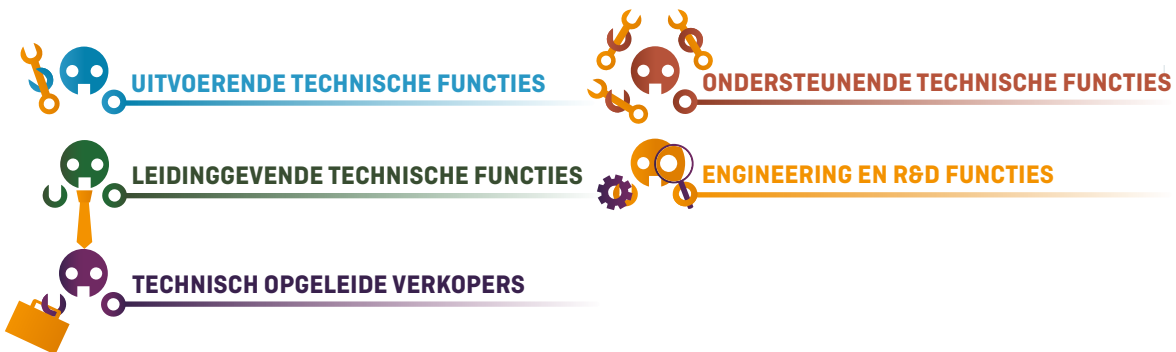 UITVOERENDE TECHNISCHE FUNCTIES
ONDERSTEUNENDE TECHNISCHE FUNCTIES
LEIDINGGEVENDE TECHNISCHE FUNCTIES
ENGINEERING EN R&D FUNCTIES
TECHNISCH OPGELEIDE VERKOPERS